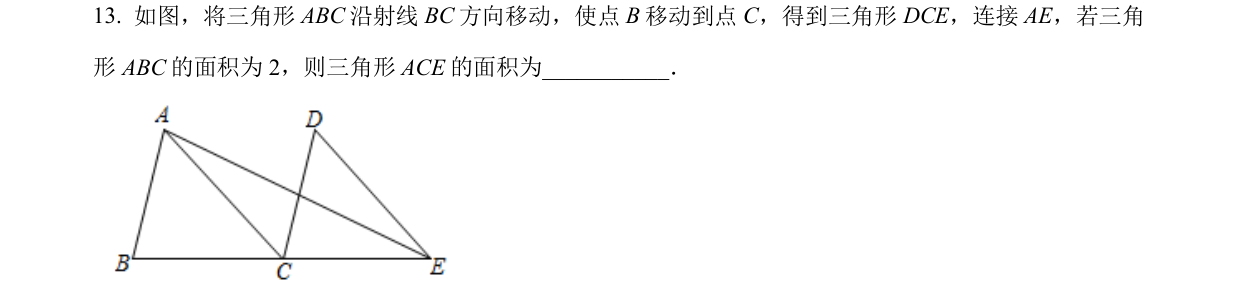 13. 如图，将三角形 ABC 沿射线 BC 方向移动，使点 B 移动到点 C，得到三角形 DCE，连接 AE，若三角
形 ABC 的面积为 2，则三角形 ACE 的面积为___________．
A
D
B
C
E